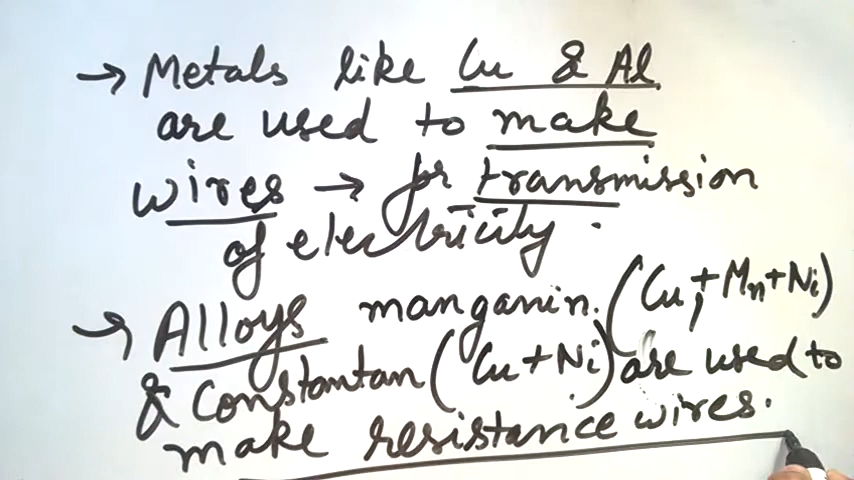 → Metals like Cu & Al
are used to make
wires → for transmission
of electricity.
→ Alloys manganin. (Cu, + Mn + Ni)
& Constantan (Cu + Ni) are used to
make resistance wires.